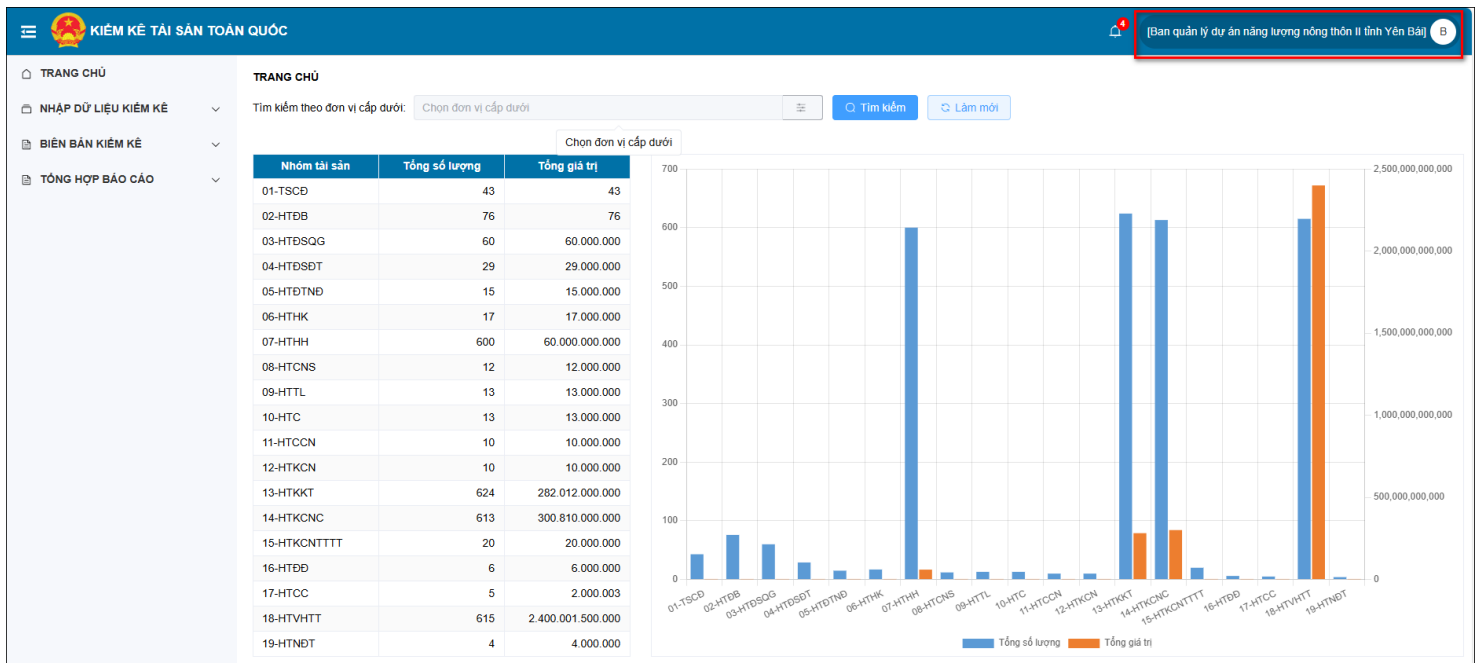 KIỂM KÊ TÀI SẢN TOÀN QUỐC
4
[Ban quản lý dự án năng lượng nông thôn II tỉnh Yên Bái] B
TRANG CHỦ
NHẬP DỮ LIỆU KIỂM KÊ
BIÊN BẢN KIỂM KÊ
TỔNG HỢP BÁO CÁO
TRANG CHỦ
Tìm kiếm theo đơn vị cấp dưới: Chọn đơn vị cấp dưới Tìm kiếm Làm mới
Chọn đơn vị cấp dưới
Nhóm tài sản Tổng số lượng Tổng giá trị
01-TSCĐ 43 43
02-HTĐB 76 76
03-HTĐSQG 60 60.000.000
04-HTĐSĐT 29 29.000.000
05-HTĐTNĐ 15 15.000.000
06-HTHK 17 17.000.000
07-HTHH 600 60.000.000.000
08-HTCNS 12 12.000.000
09-HTTL 13 13.000.000
10-HTC 13 13.000.000
11-HTCCN 10 10.000.000
12-HTKCN 10 10.000.000
13-HTKKT 624 282.012.000.000
14-HTKCNC 613 300.810.000.000
15-HTKCNTTTT 20 20.000.000
16-HTĐĐ 6 6.000.000
17-HTCC 5 2.000.003
18-HTVHTT 615 2.400.001.500.000
19-HTNĐT 4 4.000.000
700 2,500,000,000,000
600
2,000,000,000,000
500
1,500,000,000,000
400
300
1,000,000,000,000
200
500,000,000,000
100
0 0
01-TSCĐ 02-HTĐB 03-HTĐSQG 04-HTĐSĐT 05-HTĐTNĐ 06-HTHK 07-HTHH 08-HTCNS 09-HTTL 10-HTC 11-HTCCN 12-HTKCN 13-HTKKT 14-HTKCNC 15-HTKCNTTTT 16-HTĐĐ 17-HTCC 18-HTVHTT 19-HTNĐT
Tổng số lượng Tổng giá trị